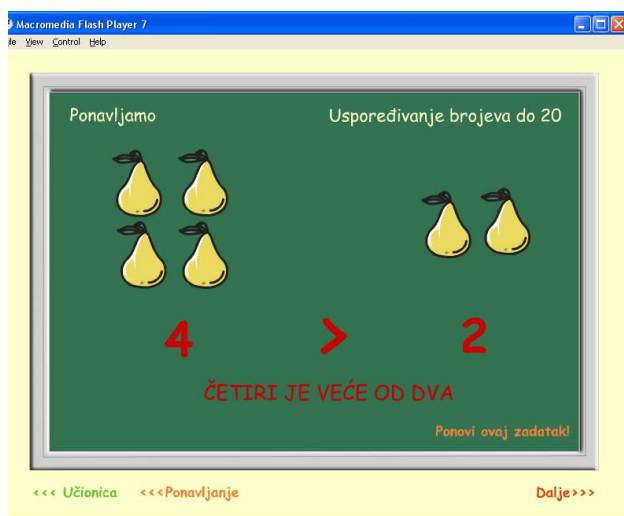 Macromedia Flash Player 7
ile View Control Help
Ponavljamo
Uspoređivanje brojeva do 20
4 > 2
ČETIRI JE VEĆE OD DVA
Ponovi ovaj zadatak!
<<< Učionica <<<Ponavljanje Dalje>>>